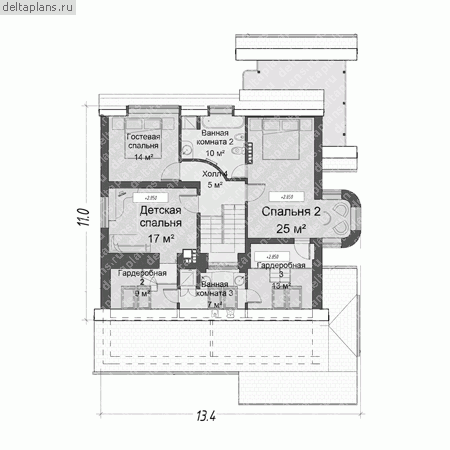 deltaplans.ru
Гостевая
спальня
14 м²
Ванная
комната 2
10 м²
Холл 4
5 м²
+2.850
Детская
спальня
17 м²
+2.850
Спальня 2
25 м²
11.0
Гардеробная
2
9 м²
Ванная
комната 3
7 м²
+2.850
Гардеробная
3
13 м²
13.4